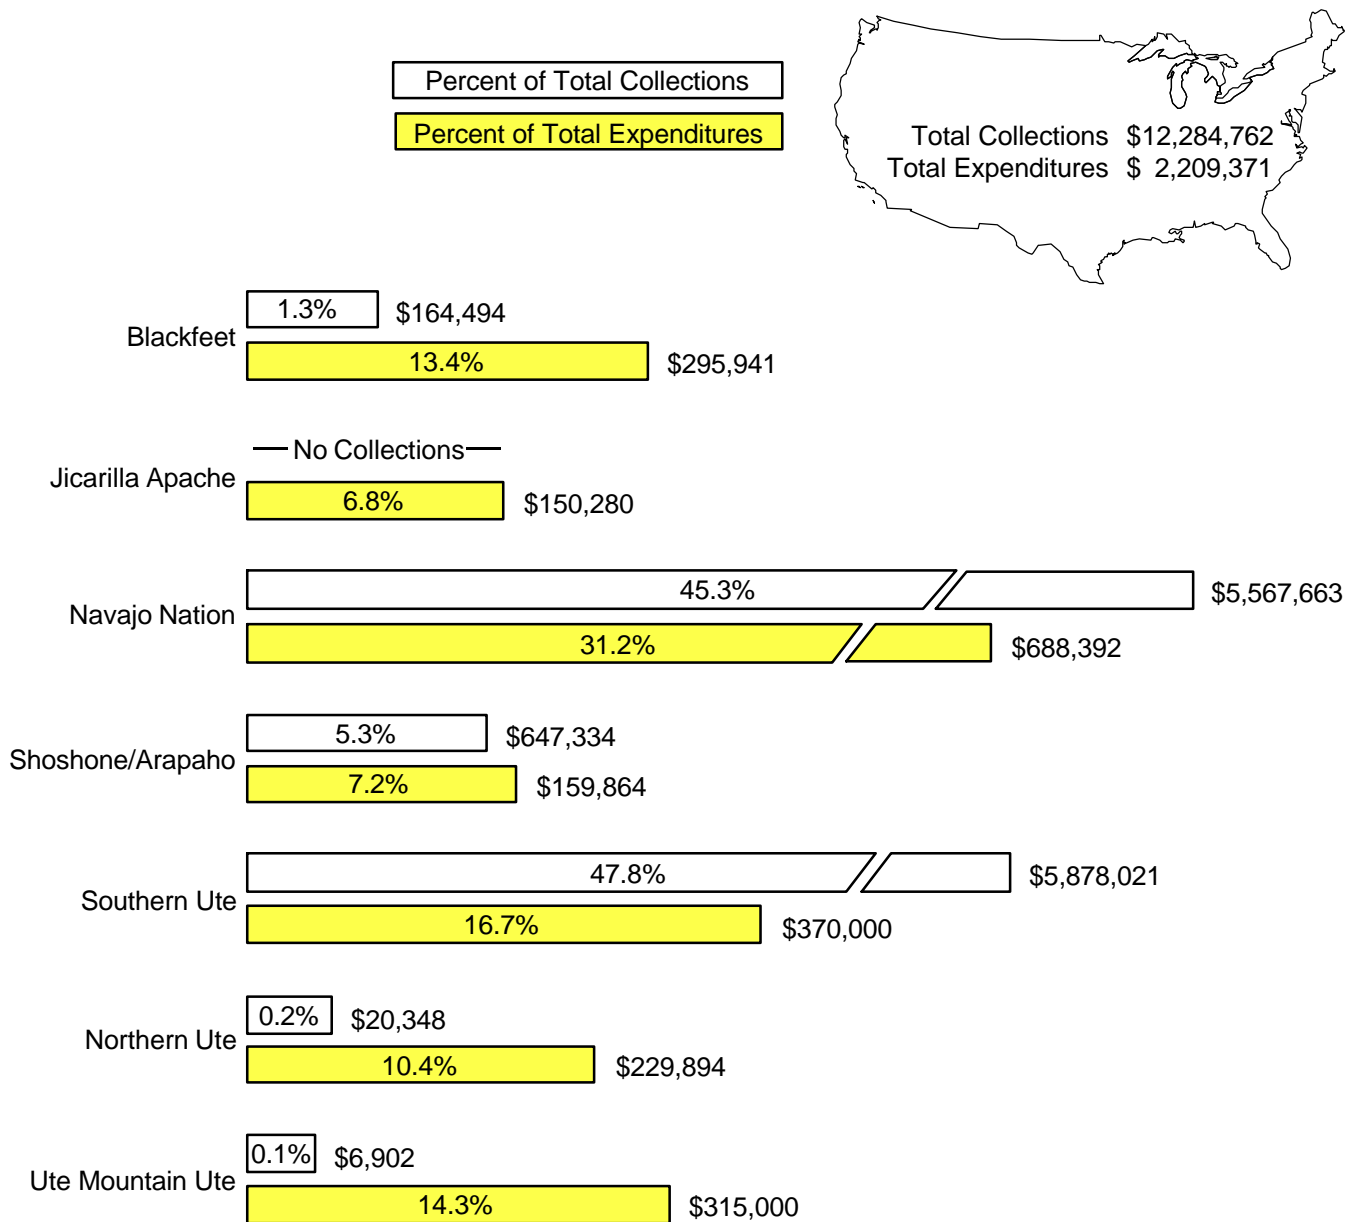 Percent of Total Collections
Percent of Total Expenditures
Total Collections $12,284,762
Total Expenditures $ 2,209,371
Blackfeet
1.3% $164,494
13.4% $295,941
Jicarilla Apache
No Collections
6.8% $150,280
Navajo Nation
45.3% $5,567,663
31.2% $688,392
Shoshone/Arapaho
5.3% $647,334
7.2% $159,864
Southern Ute
47.8% $5,878,021
16.7% $370,000
Northern Ute
0.2% $20,348
10.4% $229,894
Ute Mountain Ute
0.1% $6,902
14.3% $315,000